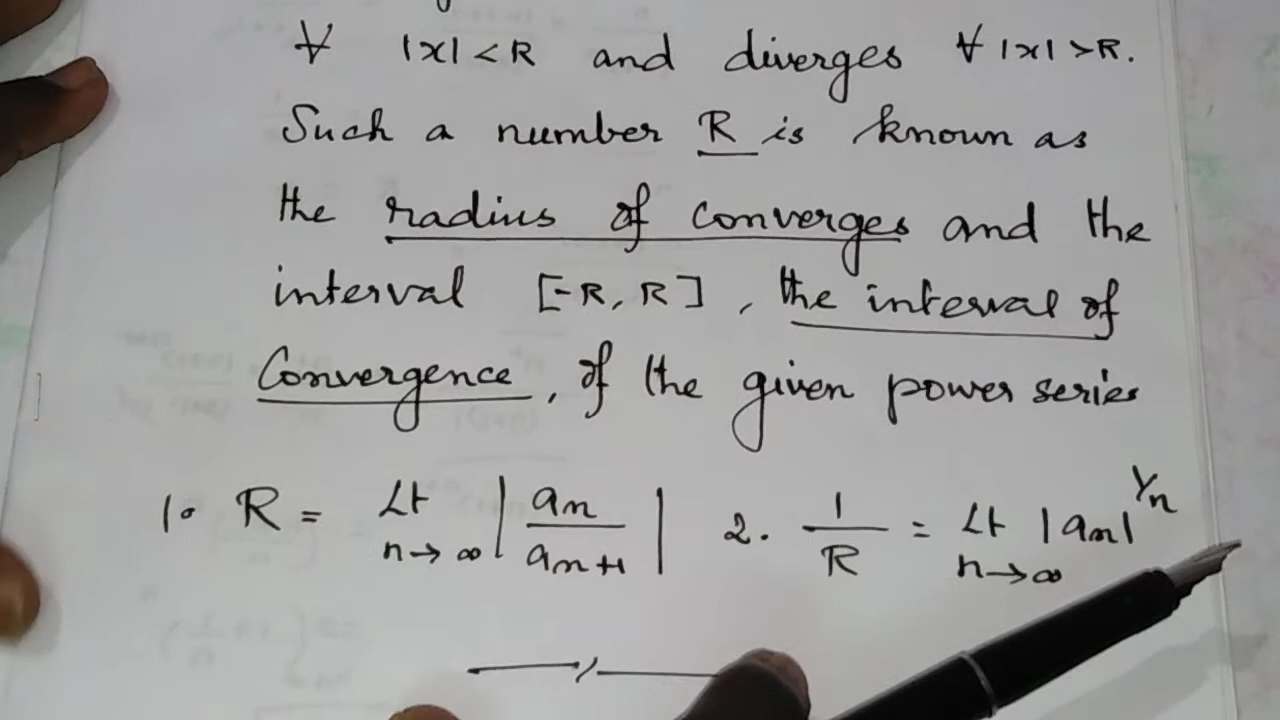 ∀ |x| < R and diverges ∀ |x| > R.
Such a number R is known as
the radius of converges and the
interval [-R, R], the interval of
Convergence, of the given power series
1. R = Lt n→∞ |an/an+1| 2. 1/R = Lt n→∞ |an|^1/n